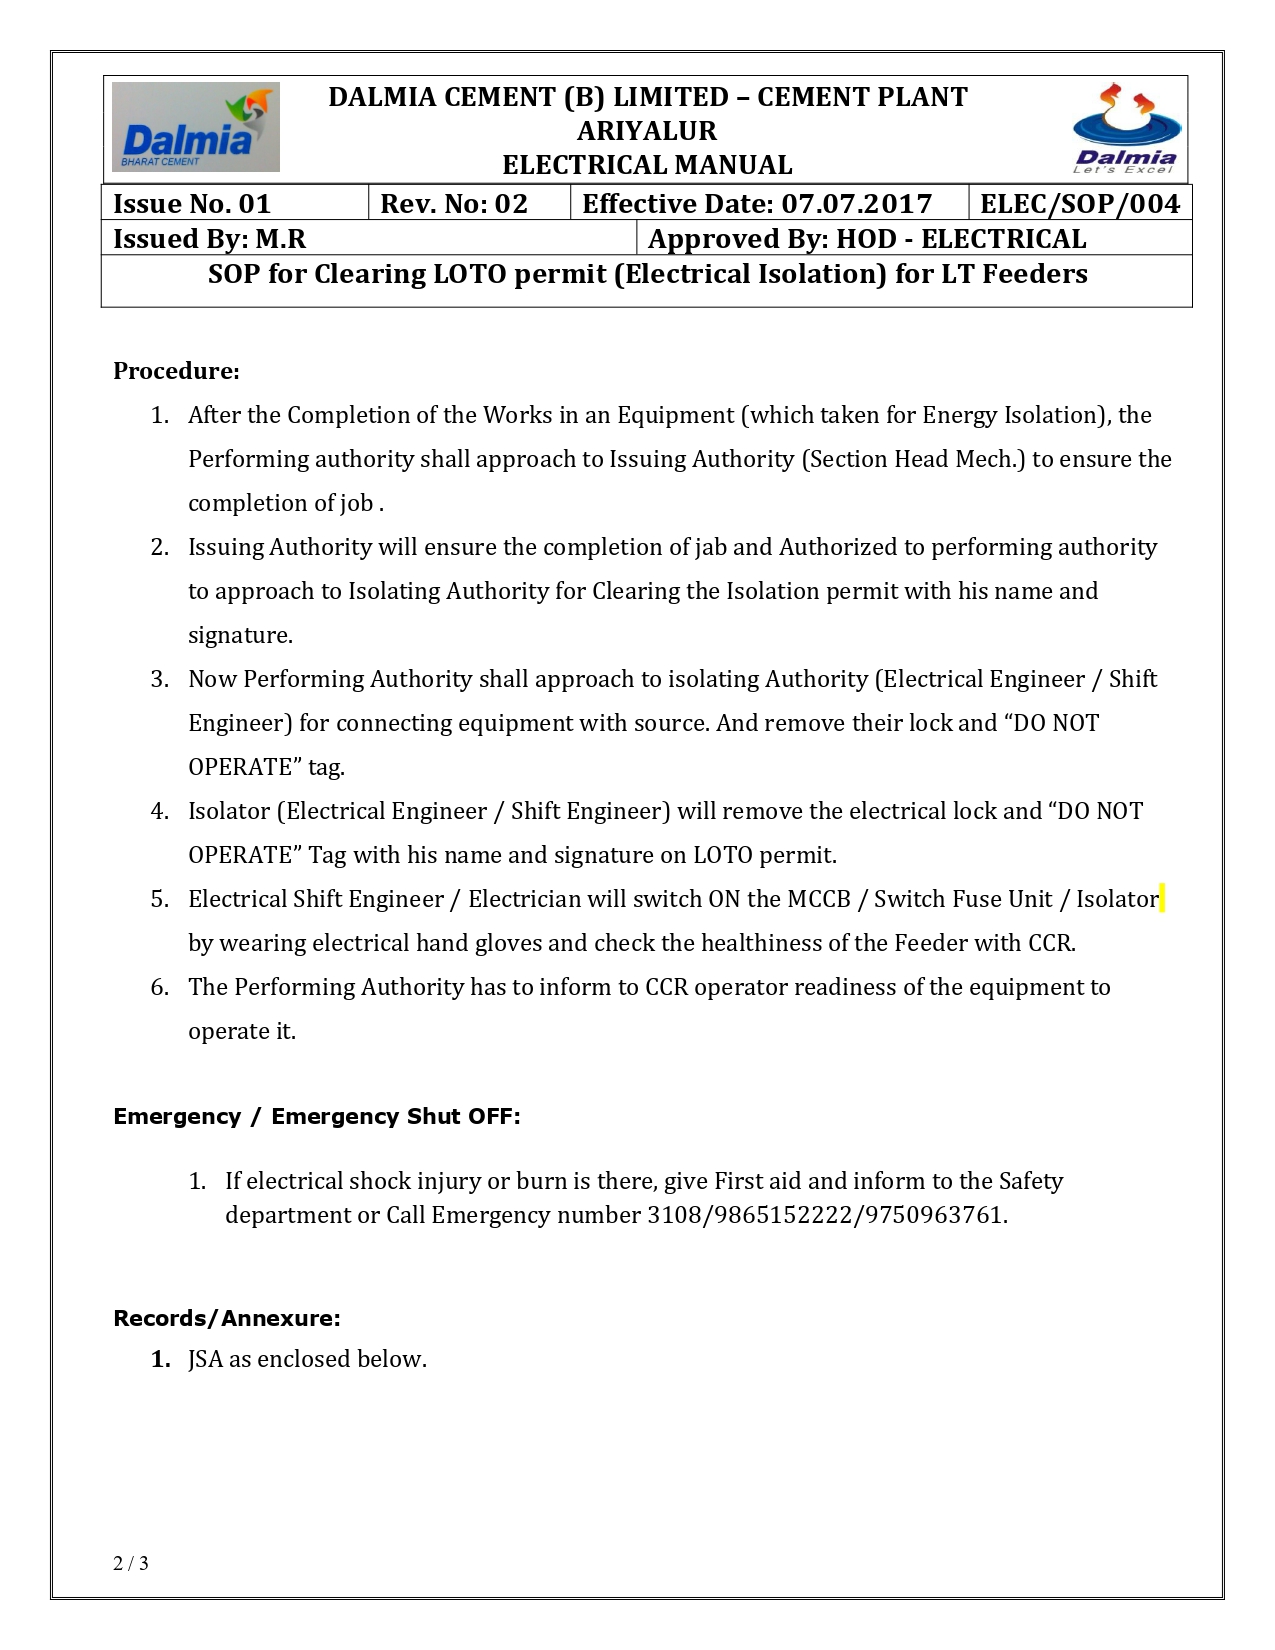 Dalmia
BHARAT CEMENT
DALMIA CEMENT (B) LIMITED – CEMENT PLANT
ARIYALUR
ELECTRICAL MANUAL
Dalmia
Let's Excel
Issue No. 01 Rev. No: 02 Effective Date: 07.07.2017 ELEC/SOP/004
Issued By: M.R Approved By: HOD - ELECTRICAL
SOP for Clearing LOTO permit (Electrical Isolation) for LT Feeders
Procedure:
1. After the Completion of the Works in an Equipment (which taken for Energy Isolation), the
Performing authority shall approach to Issuing Authority (Section Head Mech.) to ensure the
completion of job .
2. Issuing Authority will ensure the completion of jab and Authorized to performing authority
to approach to Isolating Authority for Clearing the Isolation permit with his name and
signature.
3. Now Performing Authority shall approach to isolating Authority (Electrical Engineer / Shift
Engineer) for connecting equipment with source. And remove their lock and “DO NOT
OPERATE” tag.
4. Isolator (Electrical Engineer / Shift Engineer) will remove the electrical lock and “DO NOT
OPERATE” Tag with his name and signature on LOTO permit.
5. Electrical Shift Engineer / Electrician will switch ON the MCCB / Switch Fuse Unit / Isolator
by wearing electrical hand gloves and check the healthiness of the Feeder with CCR.
6. The Performing Authority has to inform to CCR operator readiness of the equipment to
operate it.
Emergency / Emergency Shut OFF:
1. If electrical shock injury or burn is there, give First aid and inform to the Safety
department or Call Emergency number 3108/9865152222/9750963761.
Records/Annexure:
1. JSA as enclosed below.
2 / 3